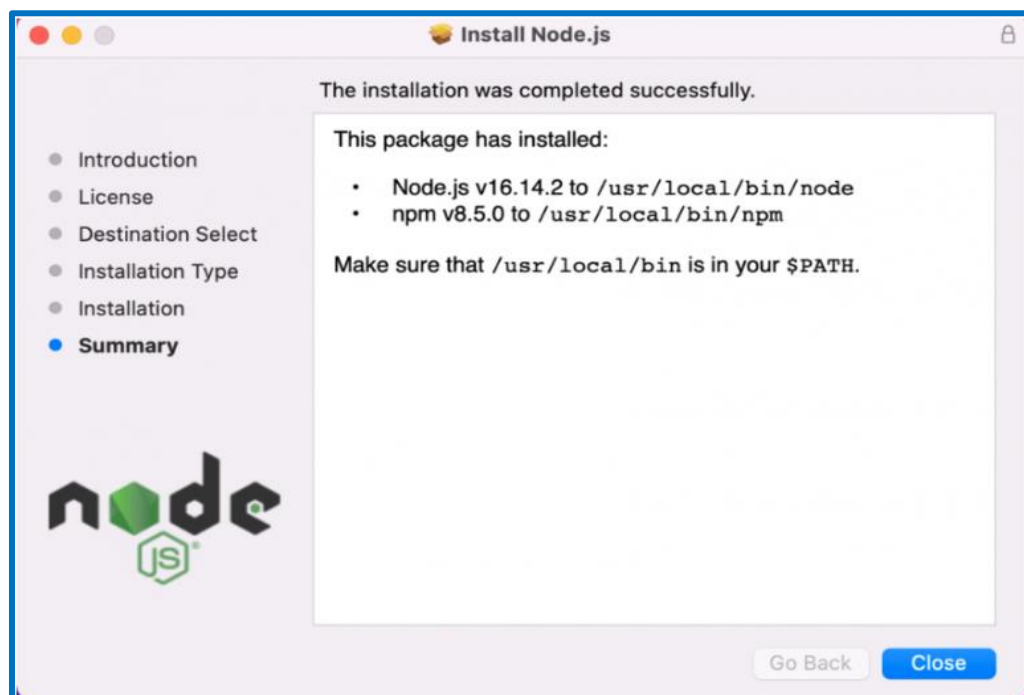 Install Node.js
The installation was completed successfully.
Introduction
License
Destination Select
Installation Type
Installation
Summary
This package has installed:
• Node.js v16.14.2 to /usr/local/bin/node
• npm v8.5.0 to /usr/local/bin/npm
Make sure that /usr/local/bin is in your $PATH.
node
JS®
Go Back
Close